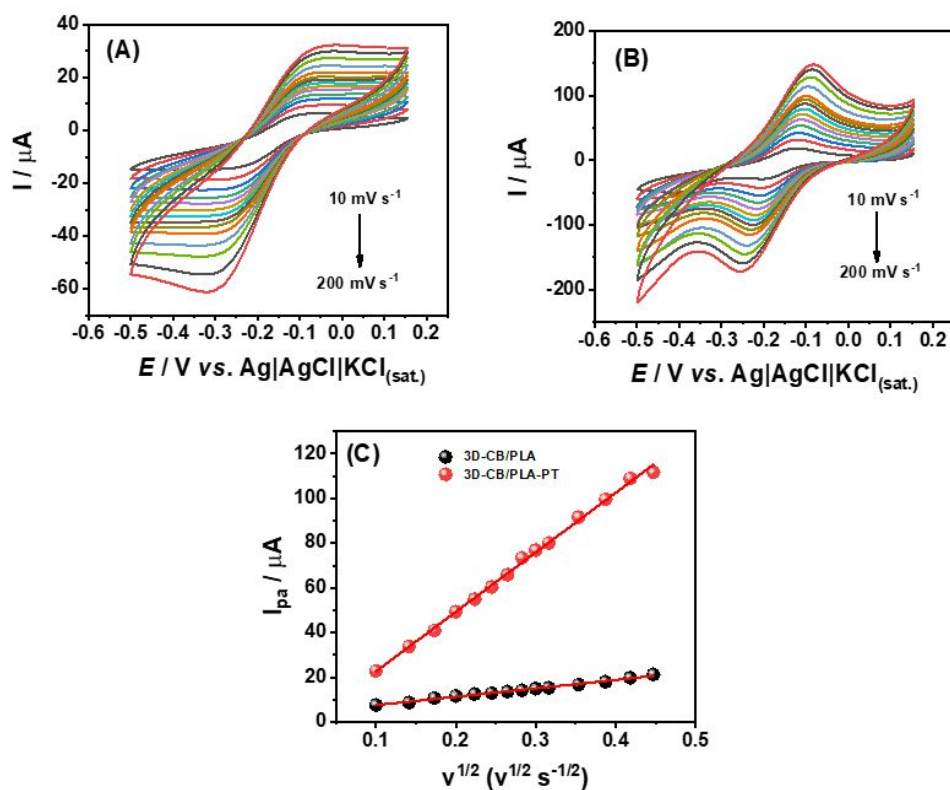 (A)
I / μA
40
20
0
-20
-40
-60
10 mV s⁻¹
200 mV s⁻¹
-0.6 -0.5 -0.4 -0.3 -0.2 -0.1 0.0 0.1 0.2
E / V vs. Ag|AgCl|KCl(sat.)
(B)
I / μA
200
100
0
-100
-200
10 mV s⁻¹
200 mV s⁻¹
-0.6 -0.5 -0.4 -0.3 -0.2 -0.1 0.0 0.1 0.2
E / V vs. Ag|AgCl|KCl(sat.)
(C)
3D-CB/PLA
3D-CB/PLA-PT
Ipa / μA
120
100
80
60
40
20
0
0.1 0.2 0.3 0.4 0.5
v¹/² (v¹/² s⁻¹/²)